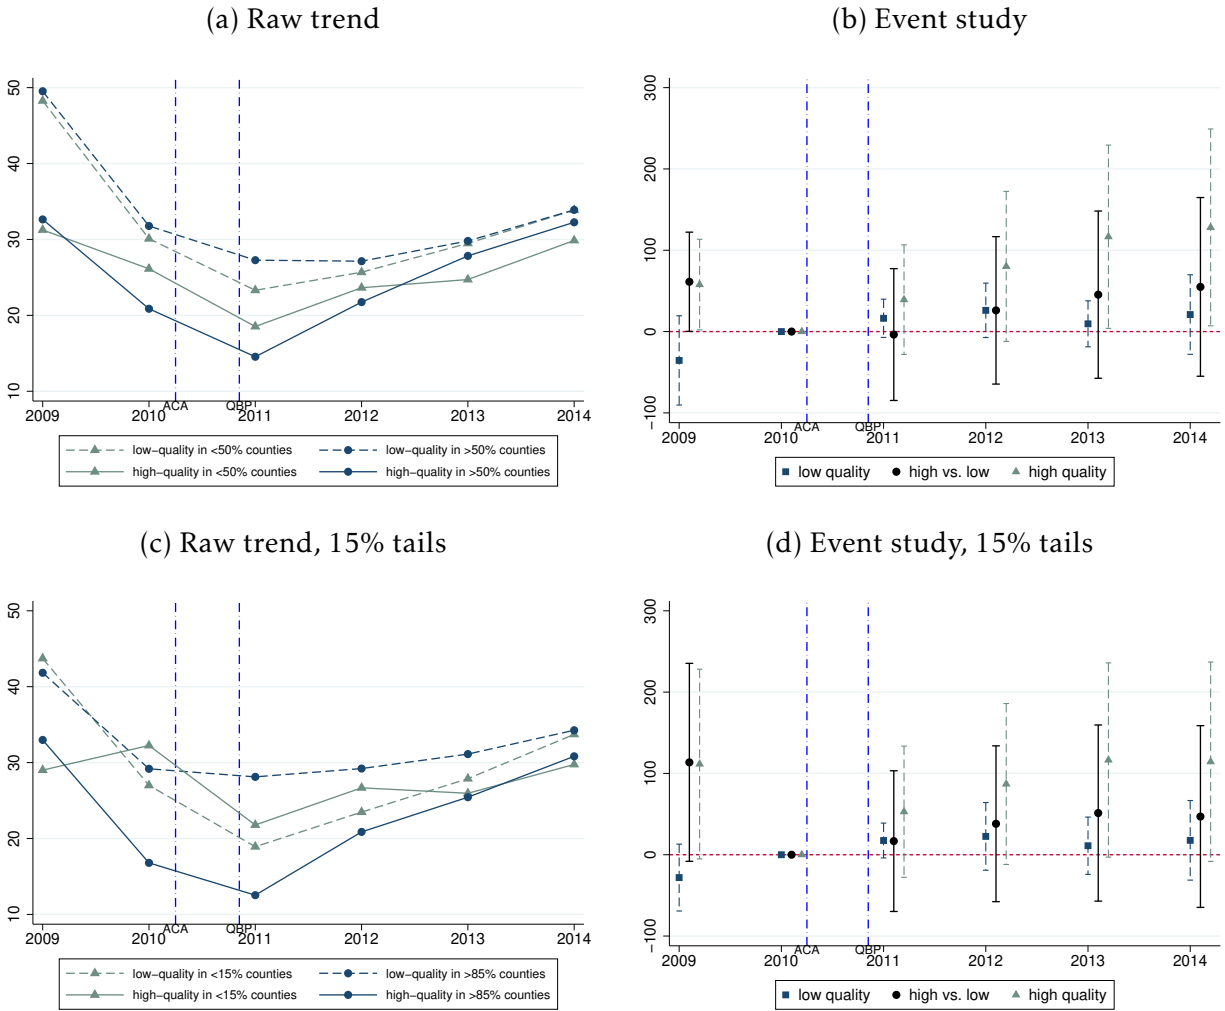 (a) Raw trend
50
40
30
20
10
2009 2010 ACA QBP 2011 2012 2013 2014
low−quality in <50% counties low−quality in >50% counties
high−quality in <50% counties high−quality in >50% counties
(b) Event study
300
200
100
0
−100
2009 2010 ACA QBP 2011 2012 2013 2014
low quality high vs. low high quality
(c) Raw trend, 15% tails
50
40
30
20
10
2009 2010 ACA QBP 2011 2012 2013 2014
low−quality in <15% counties low−quality in >85% counties
high−quality in <15% counties high−quality in >85% counties
(d) Event study, 15% tails
300
200
100
0
−100
2009 2010 ACA QBP 2011 2012 2013 2014
low quality high vs. low high quality